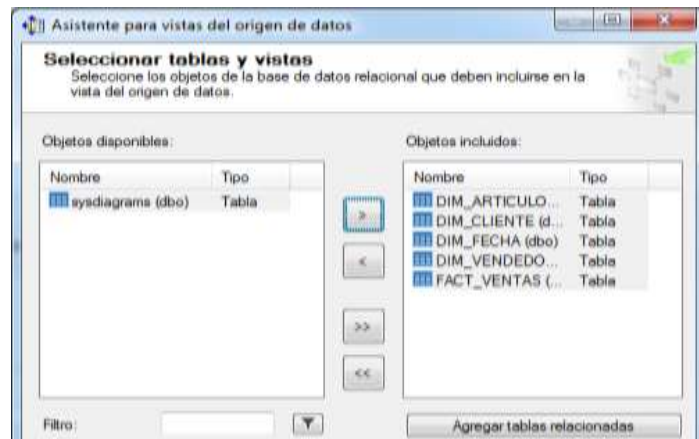 Asistente para vistas del origen de datos
Seleccionar tablas y vistas
Seleccione los objetos de la base de datos relacional que deben incluirse en la
vista del origen de datos.
Objetos disponibles:
Nombre Tipo
sysdiagrams (dbo) Tabla
>
<
>>
<<
Objetos incluidos:
Nombre Tipo
DIM_ARTICULO... Tabla
DIM_CLIENTE (d... Tabla
DIM_FECHA (dbo) Tabla
DIM_VENDEDO... Tabla
FACT_VENTAS (... Tabla
Filtro:
Agregar tablas relacionadas